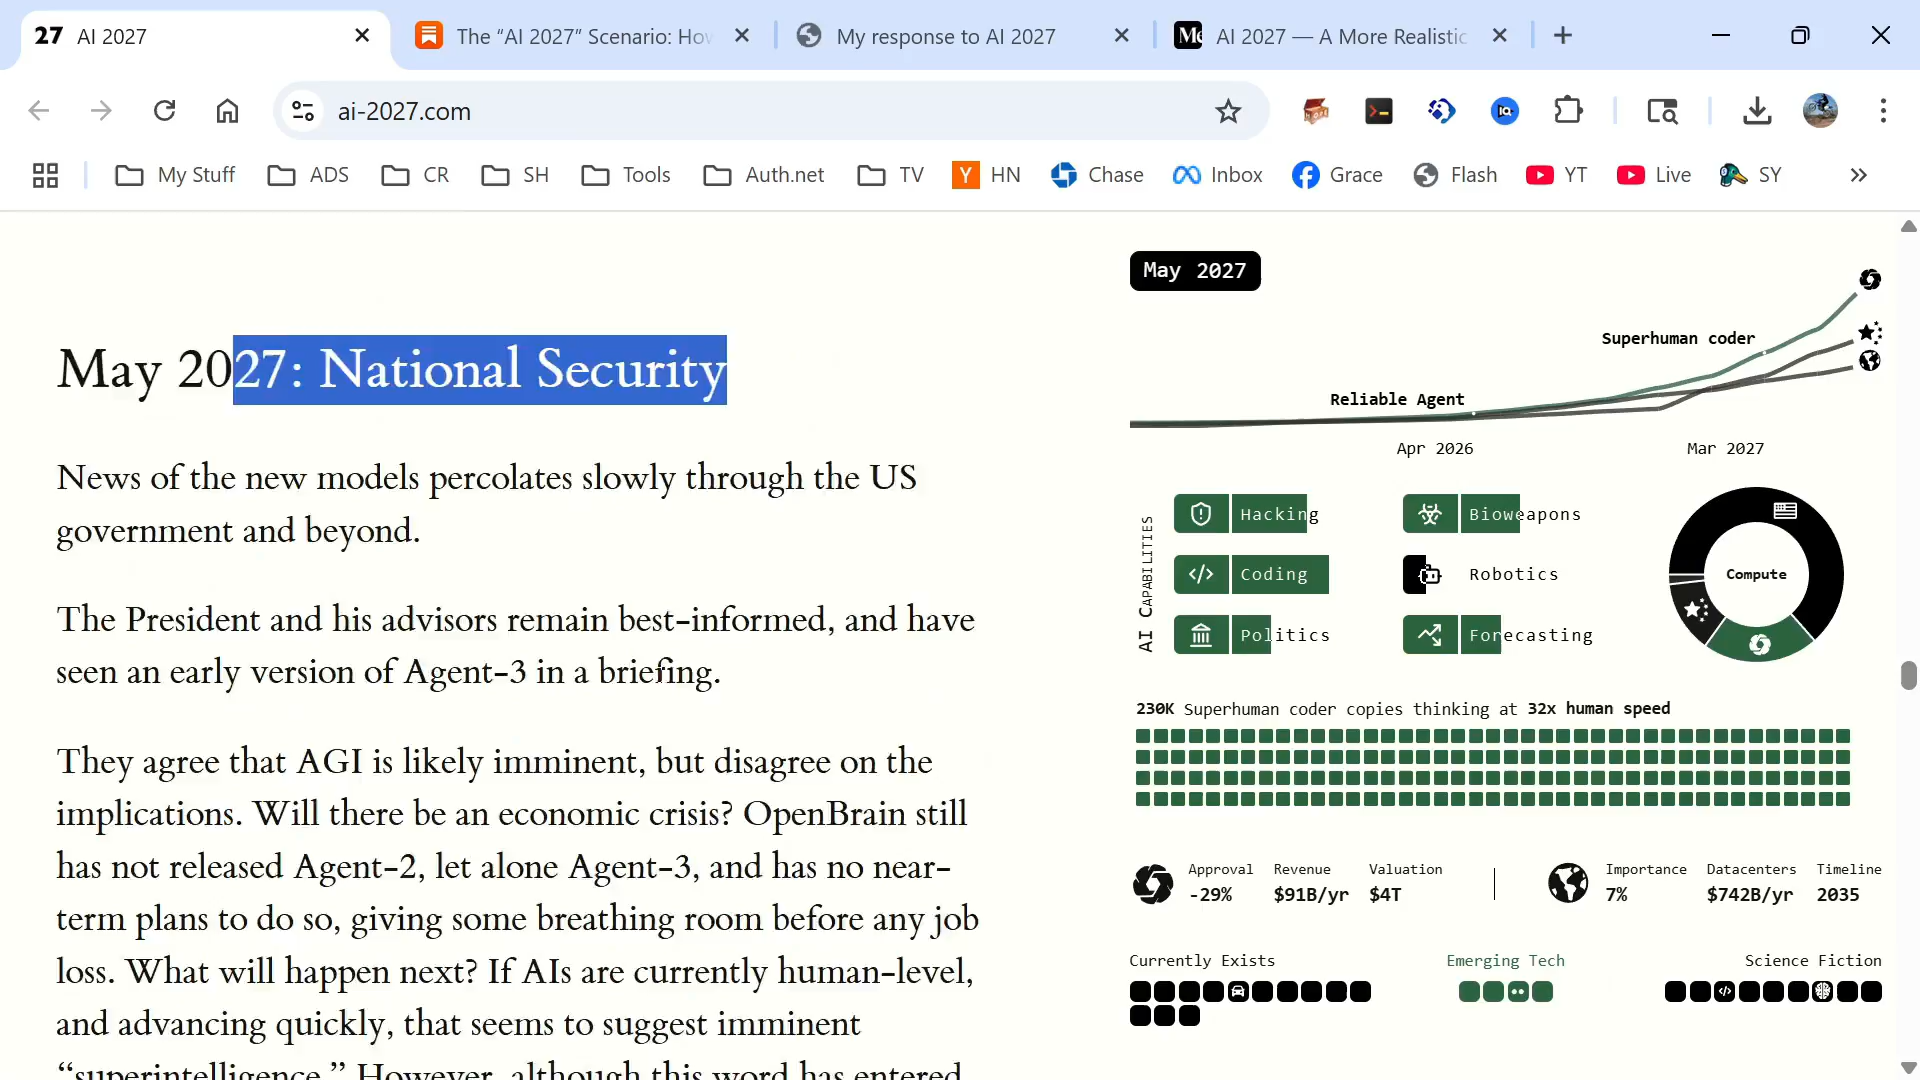 27 AI 2027
The “AI 2027” Scenario: How
My response to AI 2027
AI 2027 — A More Realistic
ai-2027.com
My Stuff
ADS
CR
SH
Tools
Auth.net
TV
Y HN
Chase
Inbox
Grace
Flash
YT
Live
SY
May 2027: National Security
News of the new models percolates slowly through the US
government and beyond.
The President and his advisors remain best-informed, and have
seen an early version of Agent-3 in a briefing.
They agree that AGI is likely imminent, but disagree on the
implications. Will there be an economic crisis? OpenBrain still
has not released Agent-2, let alone Agent-3, and has no near-
term plans to do so, giving some breathing room before any job
loss. What will happen next? If AIs are currently human-level,
and advancing quickly, that seems to suggest imminent
“superintelligence.” However, although this word has entered
May 2027
Superhuman coder
Reliable Agent
Apr 2026
Mar 2027
AI Capabilities
Hacking
Bioweapons
Coding
Robotics
Politics
Forecasting
Compute
230K Superhuman coder copies thinking at 32x human speed
Approval Revenue Valuation
-29% $91B/yr $4T
Importance Datacenters Timeline
7% $742B/yr 2035
Currently Exists
Emerging Tech
Science Fiction